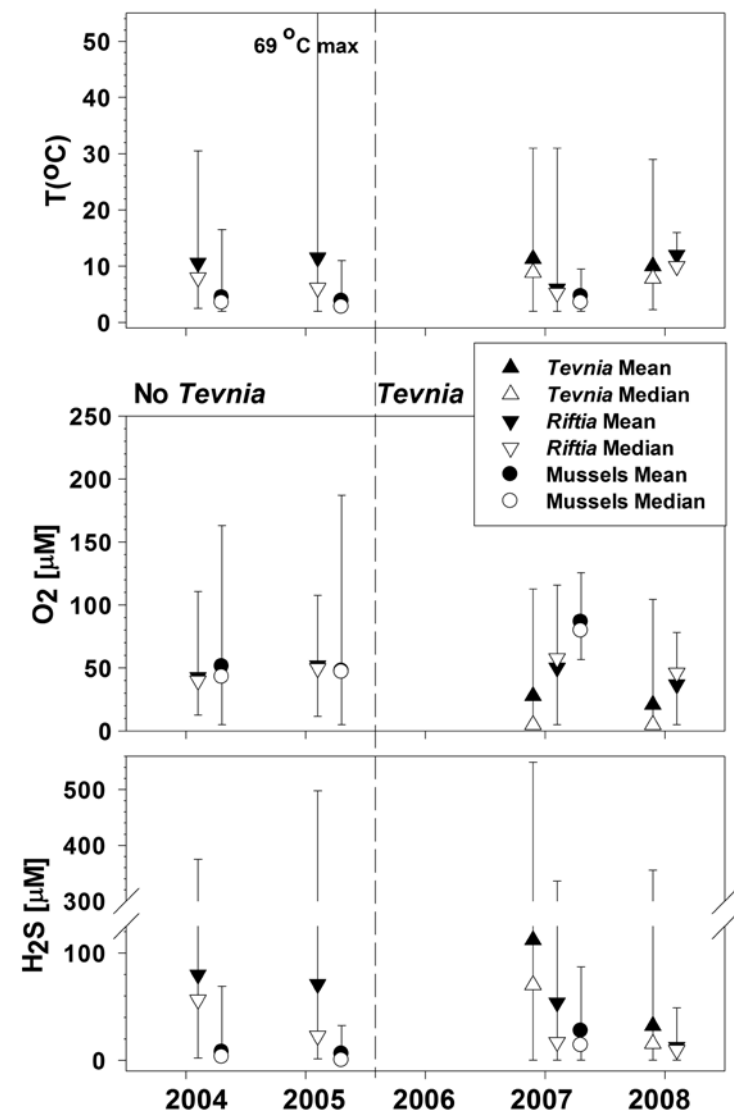 50
40
30
20
10
0
T(°C)
69 °C max
No Tevnia
Tevnia
Tevnia Mean
Tevnia Median
Riftia Mean
Riftia Median
Mussels Mean
Mussels Median
250
200
150
100
50
0
O2 [µM]
500
400
300
100
0
H2S [µM]
2004 2005 2006 2007 2008